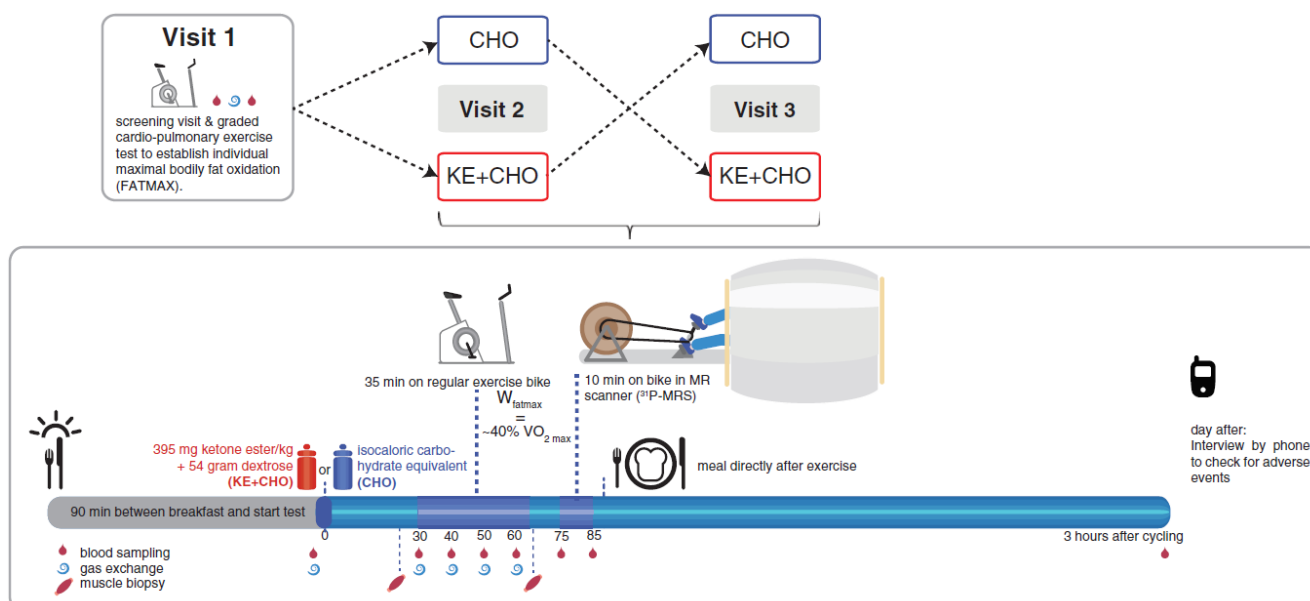 Visit 1
screening visit & graded
cardio-pulmonary exercise
test to establish individual
maximal bodily fat oxidation
(FATMAX).
CHO
Visit 2
KE+CHO
CHO
Visit 3
KE+CHO
35 min on regular exercise bike
W fatmax
=
~40% VO2 max
10 min on bike in MR
scanner (³¹P-MRS)
395 mg ketone ester/kg
+ 54 gram dextrose
(KE+CHO)
or
isocaloric carbo-
hydrate equivalent
(CHO)
meal directly after exercise
day after:
Interview by phone
to check for adverse
events
90 min between breakfast and start test
0
30
40
50
60
75
85
3 hours after cycling
blood sampling
gas exchange
muscle biopsy